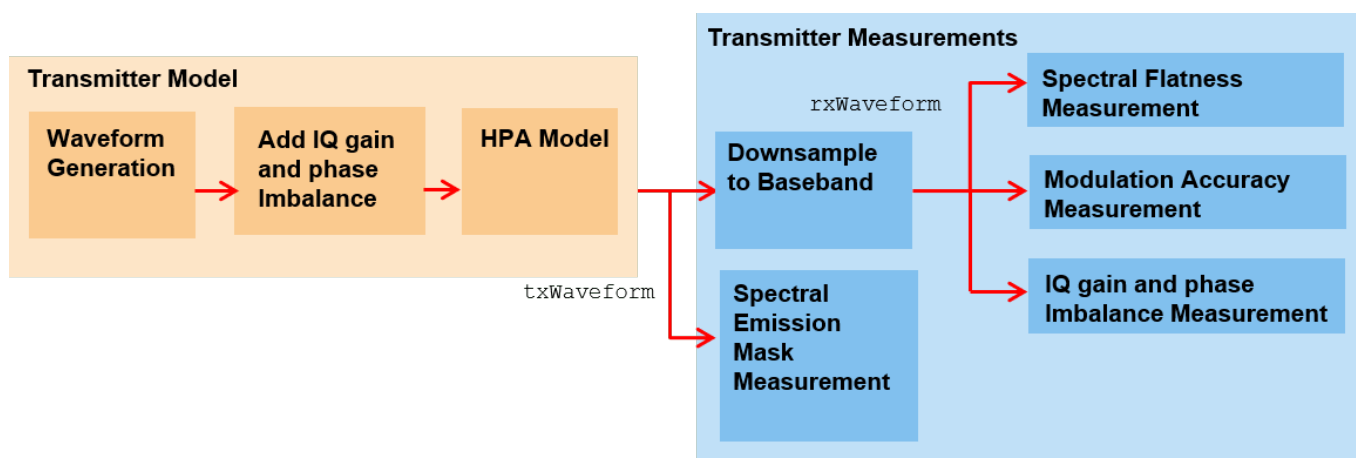 Transmitter Model
Waveform
Generation
Add IQ gain
and phase
Imbalance
HPA Model
txWaveform
Transmitter Measurements
rxWaveform
Downsample
to Baseband
Spectral
Emission
Mask
Measurement
Spectral Flatness
Measurement
Modulation Accuracy
Measurement
IQ gain and phase
Imbalance Measurement